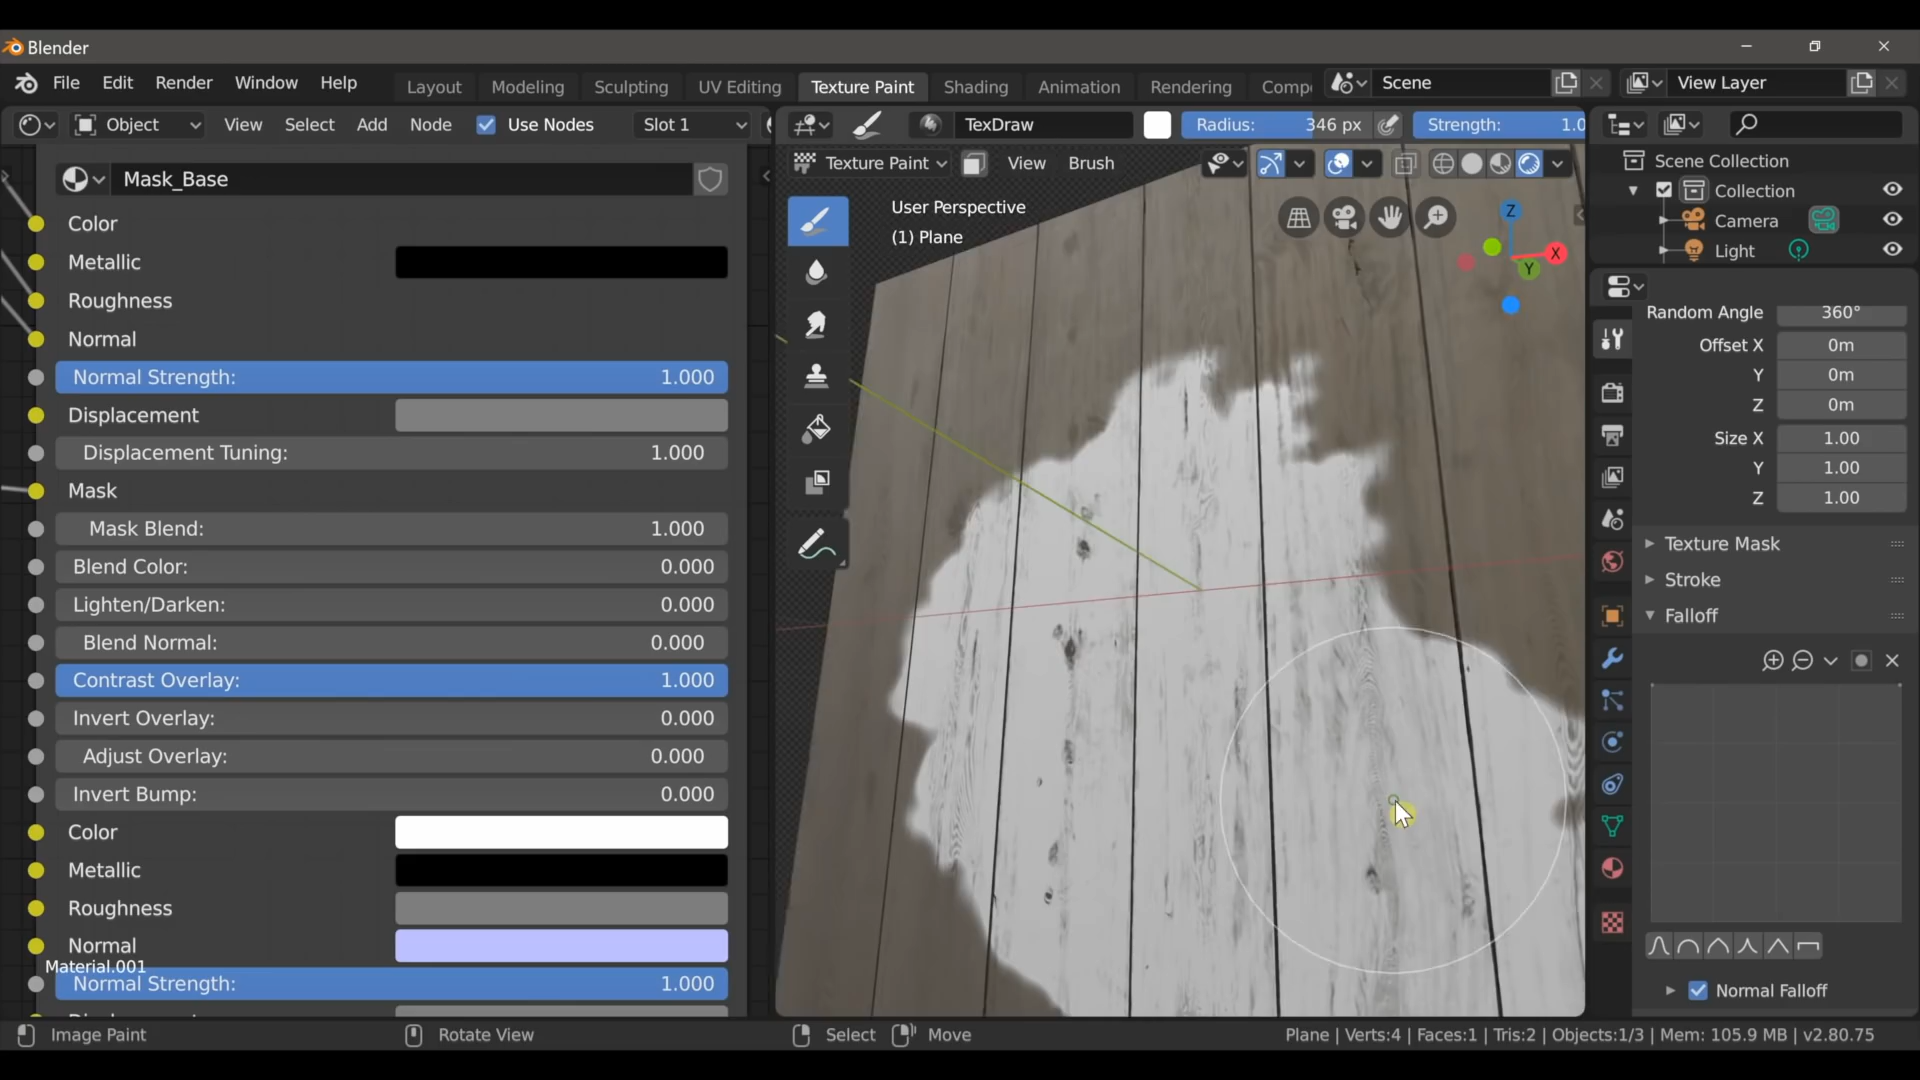 Blender
File Edit Render Window Help Layout Modeling Sculpting UV Editing Texture Paint Shading Animation Rendering Comp Scene View Layer
Object View Select Add Node Use Nodes Slot 1
TexDraw Radius: 346 px Strength: 1.0
Texture Paint View Brush
Mask_Base
Color
Metallic
Roughness
Normal
Normal Strength: 1.000
Displacement
Displacement Tuning: 1.000
Mask
Mask Blend: 1.000
Blend Color: 0.000
Lighten/Darken: 0.000
Blend Normal: 0.000
Contrast Overlay: 1.000
Invert Overlay: 0.000
Adjust Overlay: 0.000
Invert Bump: 0.000
Color
Metallic
Roughness
Normal
Material.001
Normal Strength: 1.000
User Perspective
(1) Plane
Z
X
Y
Scene Collection
Collection
Camera
Light
Random Angle 360°
Offset X 0m
Y 0m
Z 0m
Size X 1.00
Y 1.00
Z 1.00
Texture Mask
Stroke
Falloff
Normal Falloff
Image Paint Rotate View Select Move Plane | Verts:4 | Faces:1 | Tris:2 | Objects:1/3 | Mem: 105.9 MB | v2.80.75